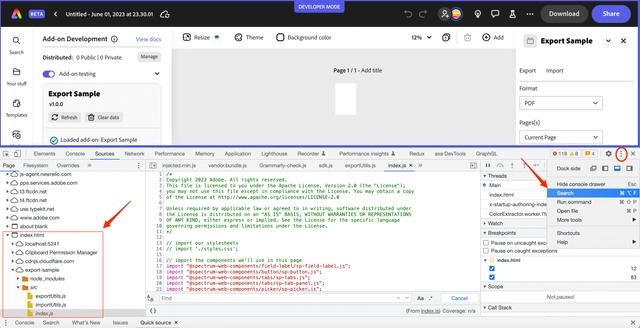 DEVELOPER MODE
BETA
Untitled - June 01, 2023 at 23.30.01
Download
Share
Search
Your stuff
Templates
Media
Add-on Development
View docs
Distributed: 0 Public | 0 Private
Manage
Add-on testing
Export Sample
v1.0.0
Refresh
Clear data
Loaded add-on: Export Sample
Resize
Theme
Background color
12%
Add
Page 1 / 1 - Add title
Export Sample
Export
Import
Format
PDF
Pages(s)
Current Page
Elements
Console
Sources
Network
Performance
Memory
Application
Lighthouse
Recorder
Performance insights
Redux
axe DevTools
GraphQL
118
8
4
Page
Filesystem
Overrides
js-agent.newrelic.com
pps.services.adobe.com
p13.ftcdn.net
t4.ftcdn.net
use.typekit.net
www.adobe.com
about:blank
index.html
localhost:5241
Clipboard Permission Manager
cdnjs.cloudflare.com
export-sample
node_modules
src
exportUtils.js
importUtils.js
index.js
injected.min.js
vendor.bundle.js
Grammarly-check.js
sdk.js
exportUtils.js
index.js
1
/*
Copyright 2023 Adobe. All rights reserved.
This file is licensed to you under the Apache License, Version 2.0 (the "License");
you may not use this file except in compliance with the License. You may obtain a copy
of the License at http://www.apache.org/licenses/LICENSE-2.0
Unless required by applicable law or agreed to in writing, software distributed under
the License is distributed on an "AS IS" BASIS, WITHOUT WARRANTIES OR REPRESENTATIONS
OF ANY KIND, either express or implied. See the License for the specific language
governing permissions and limitations under the License.
*/
// import our stylesheets
// import './styles.css';
// import the components we'll use in this page
import "@spectrum-web-components/field-label/sp-field-label.js";
import "@spectrum-web-components/button/sp-button.js";
import "@spectrum-web-components/tabs/sp-tabs.js";
import "@spectrum-web-components/tabs/sp-tab-panel.js";
import "@spectrum-web-components/picker/sp-picker.js";
Find
Aa
.*
Cancel
{}
(From index.js)
Coverage: n/a
Threads
Main
index.html
x-startup-authoring-inde
ColorExtractor.worker.7f
Watch
Breakpoints
Pause on uncaught exceptions
Pause on caught exceptions
index.html
12
83
Scope
Not paused
Call Stack
Dock side
Hide console drawer
Esc
Search
⌘ ⌥ F
Run command
⌘ ⇧ P
Open file
⌘ P
More tools
Shortcuts
Help
Console
Search
What's New
Issues
Quick source